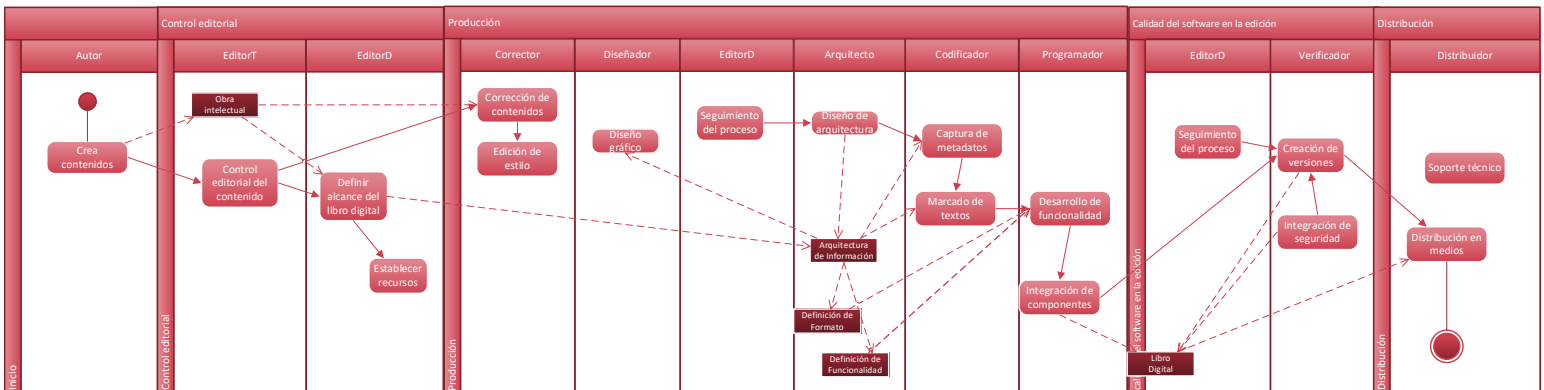 Control editorial
Producción
Calidad del software en la edición
Distribución
Autor
EditorT
EditorD
Corrector
Diseñador
EditorD
Arquitecto
Codificador
Programador
EditorD
Verificador
Distribuidor
Inicio
Crea
contenidos
Control editorial
Obra
intelectual
Control
editorial del
contenido
Definir
alcance del
libro digital
Establecer
recursos
Producción
Corrección de
contenidos
Edición de
estilo
Diseño
gráfico
Seguimiento
del proceso
Diseño de
arquitectura
Arquitectura
de Información
Definición de
Formato
Definición de
Funcionalidad
Captura de
metadatos
Marcado de
textos
Desarrollo de
funcionalidad
Integración de
componentes
el software en la edición
Libro
Digital
Seguimiento
del proceso
Creación de
versiones
Integración de
seguridad
Distribución
Soporte técnico
Distribución en
medios